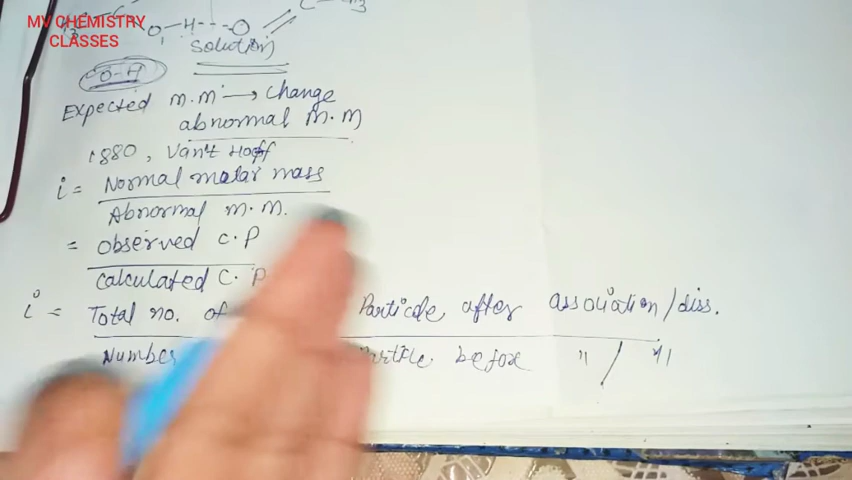 MV CHEMISTRY
CLASSES
O-H---O
solution
O-H
Expected m.m → change
abnormal M.M
1880, Van't Hoff
i = Normal molar mass
Abnormal m.M.
= observed C.P
calculated C.P
i = Total no. of Particle after association/diss.
Number Particle before " / "